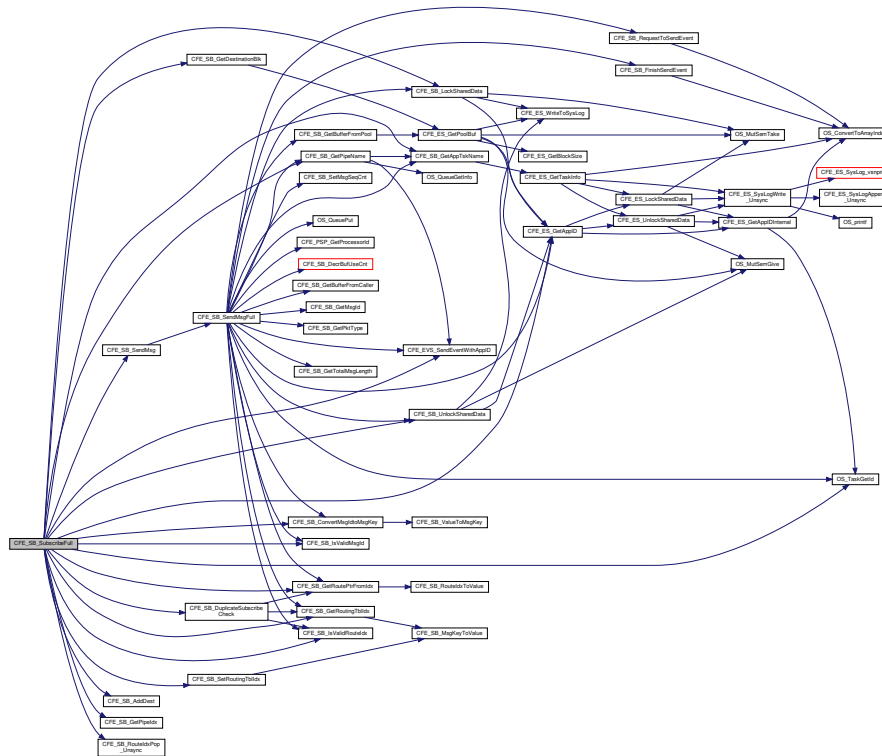 CFE_SB_RequestToSendEvent
CFE_SB_GetDestinationBlk
CFE_SB_FinishSendEvent
CFE_SB_LockSharedData
CFE_ES_WriteToSysLog
CFE_SB_GetBufferFromPool
CFE_ES_GetPoolBuf
OS_MutSemTake
OS_ConvertToArrayIndex
CFE_SB_GetPipeName
CFE_SB_GetAppTskName
CFE_ES_GetBlockSize
CFE_SB_SetMsgSeqCnt
OS_QueueGetInfo
CFE_ES_GetTaskInfo
CFE_ES_SysLog_vsnpri
CFE_ES_LockSharedData
CFE_ES_SysLogWrite
_Unsync
CFE_ES_SysLogAppen
_Unsync
OS_QueuePut
CFE_ES_GetAppID
CFE_ES_UnlockSharedData
CFE_ES_GetAppIDInternal
OS_printf
CFE_PSP_GetProcessorId
CFE_SB_DecrBufUseCnt
OS_MutSemGive
CFE_SB_GetBufferFromCaller
CFE_SB_GetMsgId
CFE_SB_SendMsgFull
CFE_SB_GetPktType
CFE_SB_SendMsg
CFE_EVS_SendEventWithAppID
CFE_SB_GetTotalMsgLength
CFE_SB_UnlockSharedData
OS_TaskGetId
CFE_SB_ConvertMsgIdtoMsgKey
CFE_SB_ValueToMsgKey
CFE_SB_SubscribeFull
CFE_SB_IsValidMsgId
CFE_SB_GetRoutePtrFromIdx
CFE_SB_RouteIdxToValue
CFE_SB_DuplicateSubscribe
Check
CFE_SB_GetRoutingTblIdx
CFE_SB_IsValidRouteIdx
CFE_SB_MsgKeyToValue
CFE_SB_SetRoutingTblIdx
CFE_SB_AddDest
CFE_SB_GetPipeIdx
CFE_SB_RouteIdxPop
_Unsync